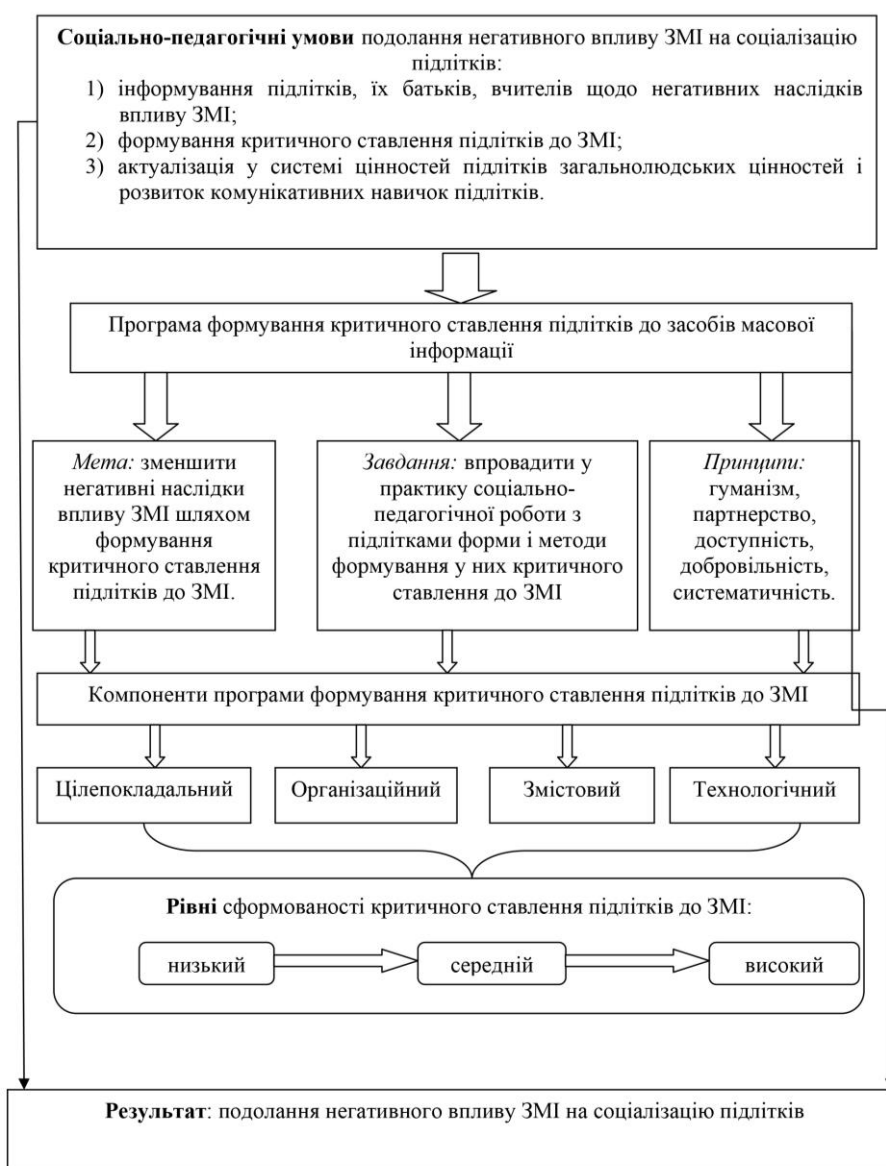 Соціально-педагогічні умови подолання негативного впливу ЗМІ на соціалізацію
підлітків:
1) інформування підлітків, їх батьків, вчителів щодо негативних наслідків
впливу ЗМІ;
2) формування критичного ставлення підлітків до ЗМІ;
3) актуалізація у системі цінностей підлітків загальнолюдських цінностей і
розвиток комунікативних навичок підлітків.
Програма формування критичного ставлення підлітків до засобів масової
інформації
Мета: зменшити
негативні наслідки
впливу ЗМІ шляхом
формування
критичного ставлення
підлітків до ЗМІ.
Завдання: впровадити у
практику соціально-
педагогічної роботи з
підлітками форми і методи
формування у них критичного
ставлення до ЗМІ
Принципи:
гуманізм,
партнерство,
доступність,
добровільність,
систематичність.
Компоненти програми формування критичного ставлення підлітків до ЗМІ
Цілепокладальний
Організаційний
Змістовий
Технологічний
Рівні сформованості критичного ставлення підлітків до ЗМІ:
низький
середній
високий
Результат: подолання негативного впливу ЗМІ на соціалізацію підлітків